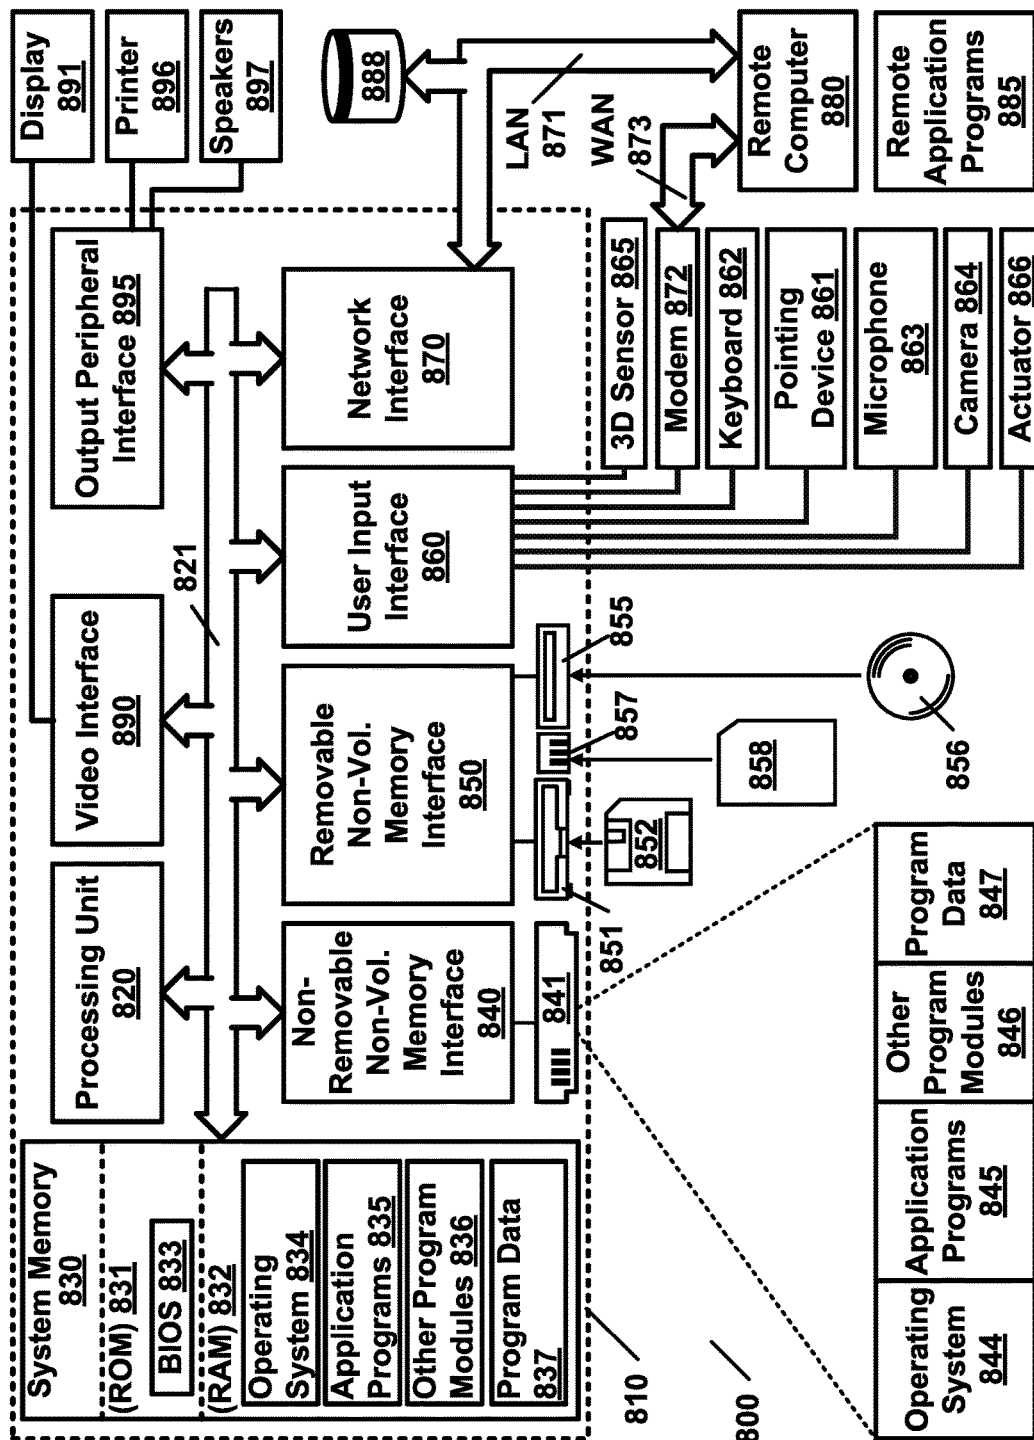 System Memory
830
(ROM) 831
BIOS 833
(RAM) 832
Operating
System 834
Application
Programs 835
Other Program
Modules 836
Program Data
837
Processing Unit
820
Video Interface
890
Output Peripheral
Interface 895
821
Non-
Removable
Non-Vol.
Memory
Interface
840
Removable
Non-Vol.
Memory
Interface
850
User Input
Interface
860
Network
Interface
870
Display
891
Printer
896
Speakers
897
888
LAN
871
WAN
873
Remote
Computer
880
Remote
Application
Programs
885
841
851
852
857
855
858
856
3D Sensor 865
Modem 872
Keyboard 862
Pointing
Device 861
Microphone
863
Camera 864
Actuator 866
810
800
Operating
System
844
Application
Programs
845
Other
Program
Modules
846
Program
Data
847